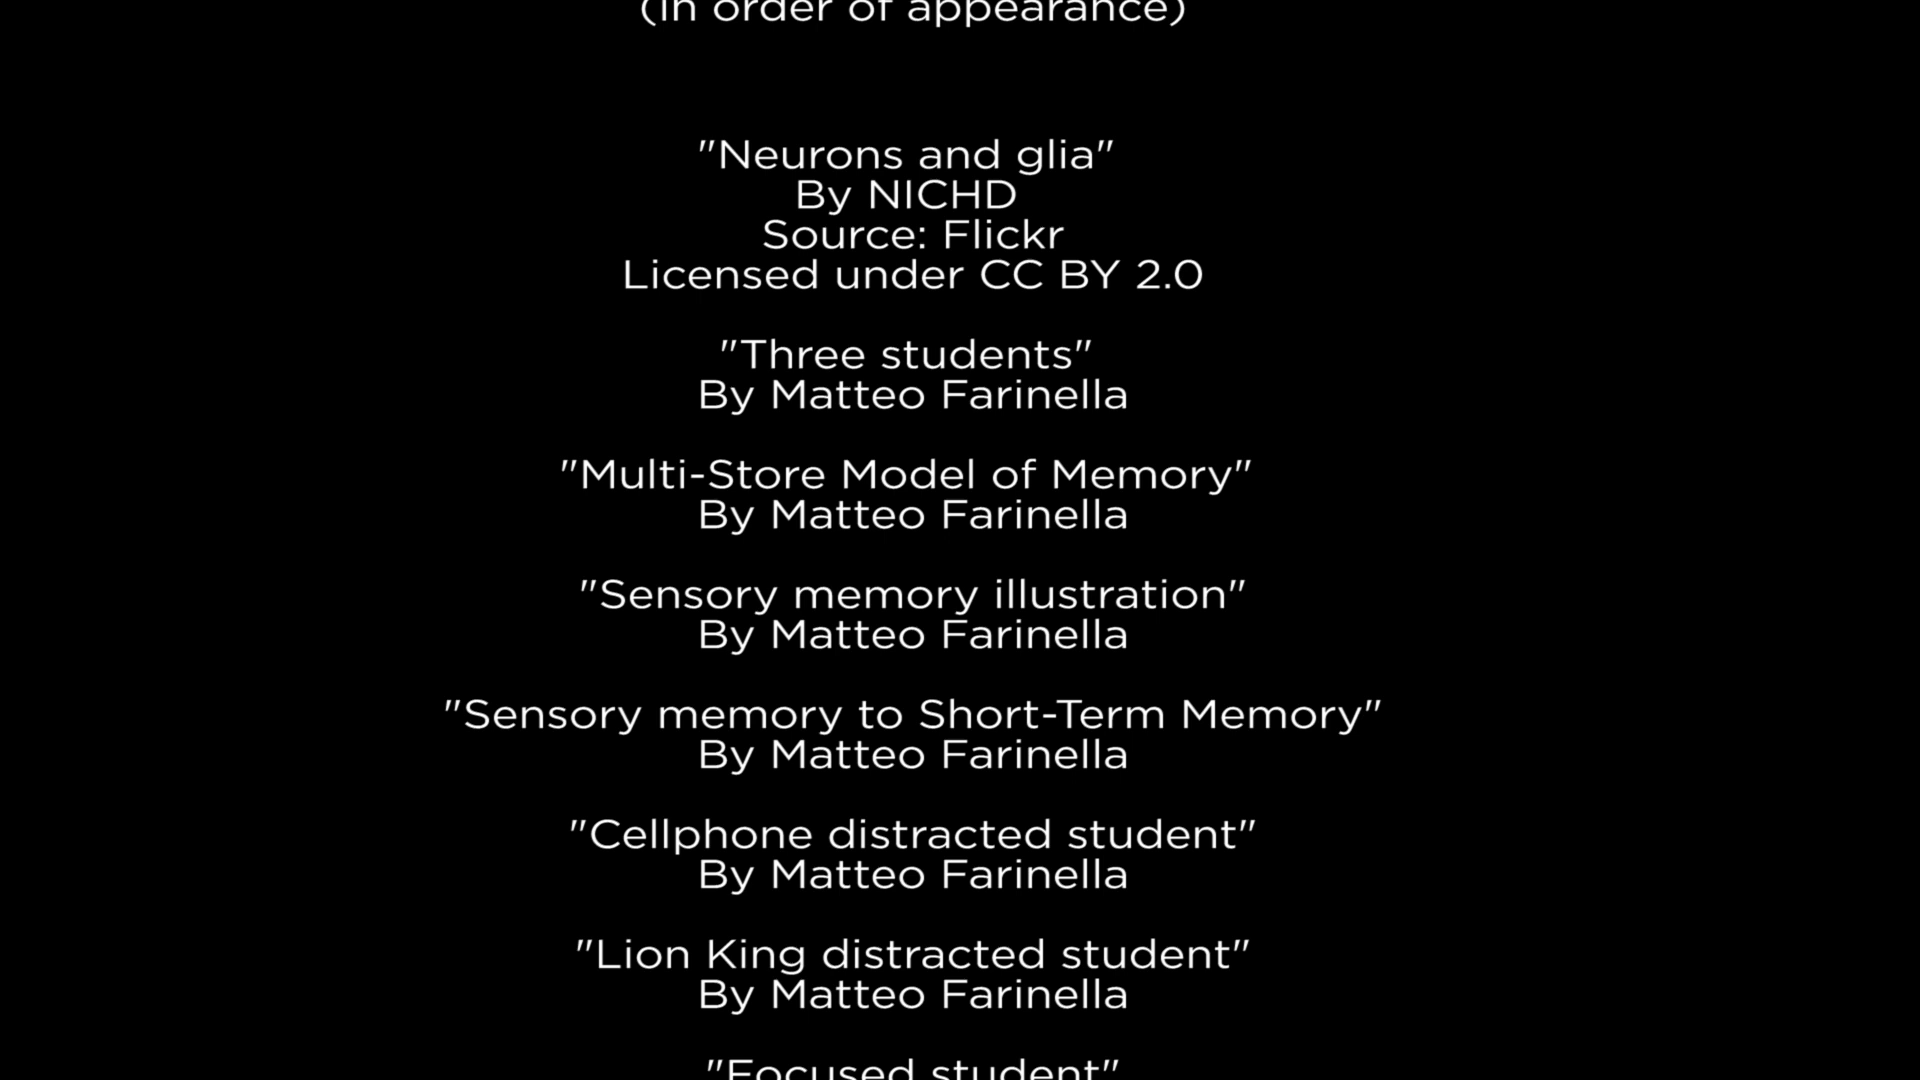 (in order of appearance)
"Neurons and glia"
By NICHD
Source: Flickr
Licensed under CC BY 2.0
"Three students"
By Matteo Farinella
"Multi-Store Model of Memory"
By Matteo Farinella
"Sensory memory illustration"
By Matteo Farinella
"Sensory memory to Short-Term Memory"
By Matteo Farinella
"Cellphone distracted student"
By Matteo Farinella
"Lion King distracted student"
By Matteo Farinella
"Focused student"